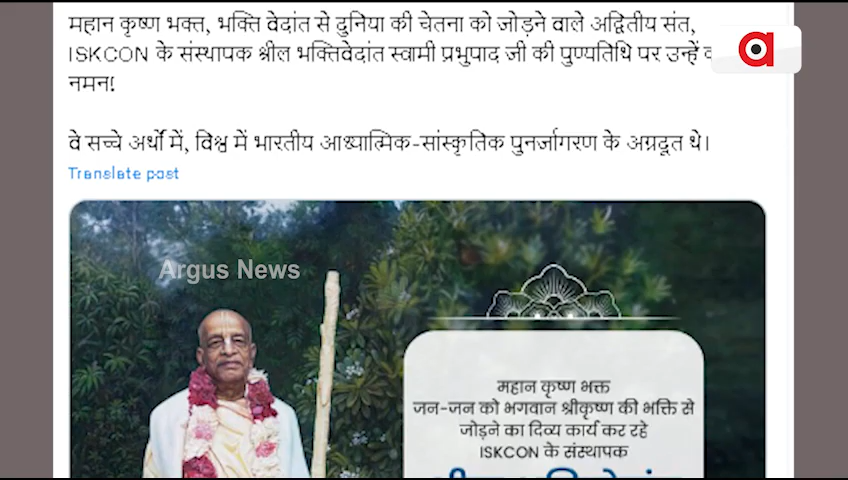 महान कृष्ण भक्त, भक्ति वेदांत से दुनिया की चेतना को जोड़ने वाले अद्वितीय संत,
ISKCON के संस्थापक श्रील भक्तिवेदांत स्वामी प्रभुपाद जी की पुण्यतिथि पर उन्हें
नमन!
वे सच्चे अर्थों में, विश्व में भारतीय आध्यात्मिक-सांस्कृतिक पुनर्जागरण के अग्रदूत थे।
Translate post
Argus News
महान कृष्ण भक्त
जन-जन को भगवान श्रीकृष्ण की भक्ति से
जोड़ने का दिव्य कार्य कर रहे
ISKCON के संस्थापक